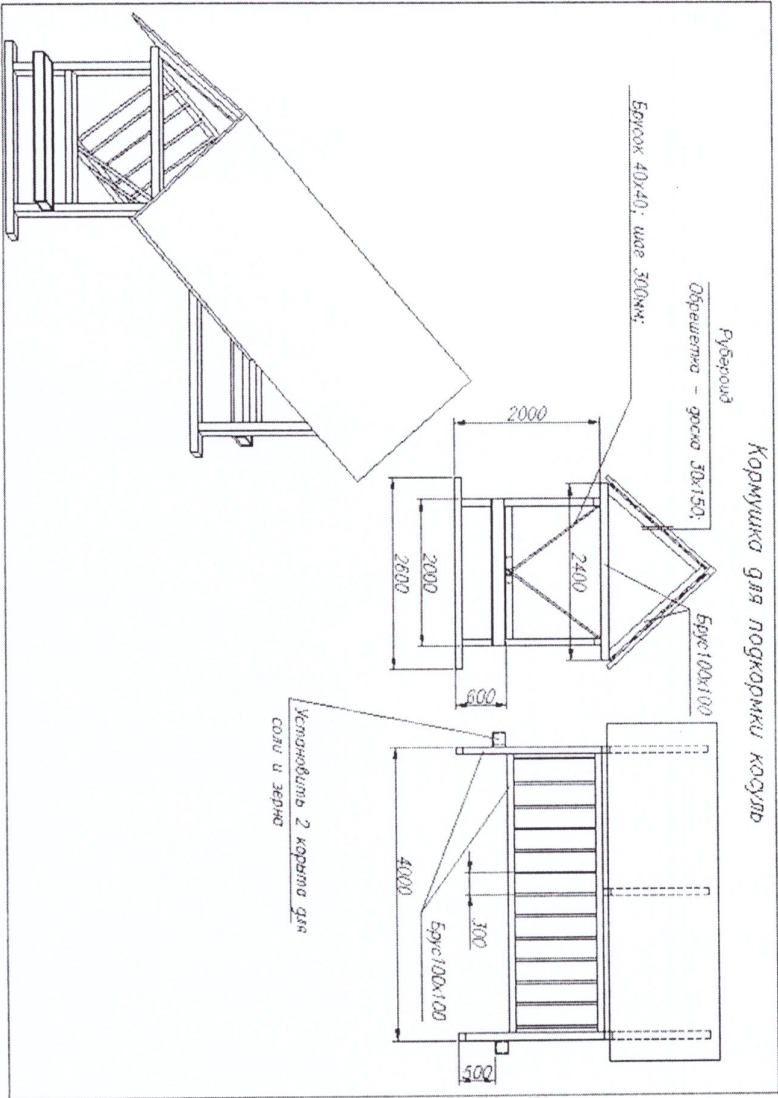 Кормушка для подкормки косуль
Рубероид
Обрешетка - доска 30х150;
Брусок 40х40; шаг 300мм;
Брус100х100
2000
2400
2000
2600
600
4000
300
500
Брус100х100
Установить 2 корыта для
соли и зерна